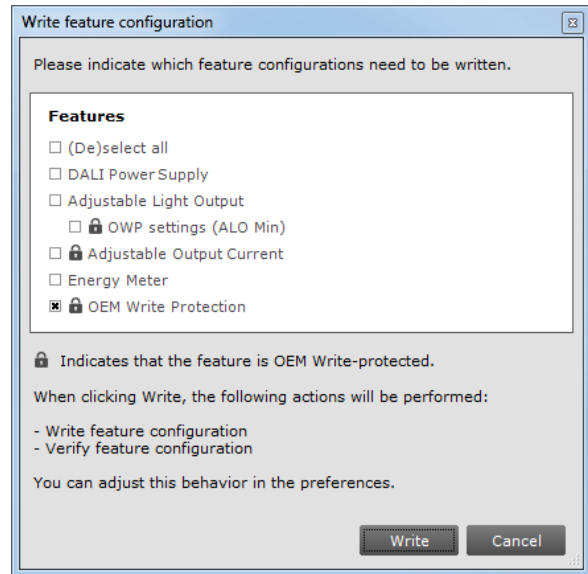 Write feature configuration
Please indicate which feature configurations need to be written.
Features
(De)select all
DALI Power Supply
Adjustable Light Output
OWP settings (ALO Min)
Adjustable Output Current
Energy Meter
OEM Write Protection
Indicates that the feature is OEM Write-protected.
When clicking Write, the following actions will be performed:
- Write feature configuration
- Verify feature configuration
You can adjust this behavior in the preferences.
Write Cancel